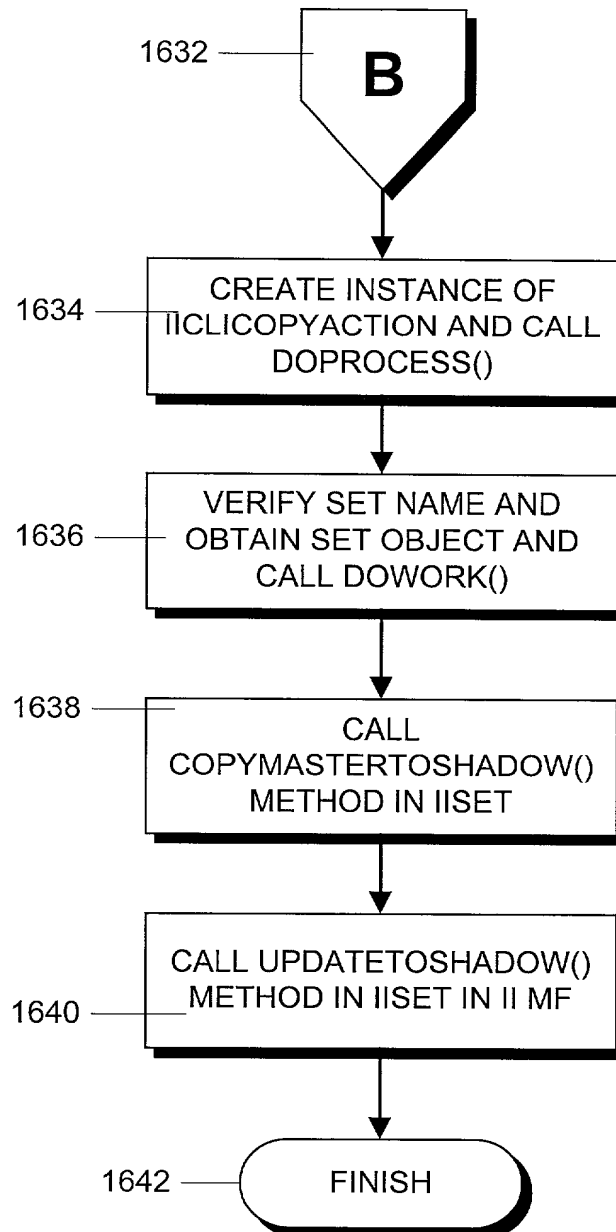 1632
B
1634
CREATE INSTANCE OF
IICLICOPYACTION AND CALL
DOPROCESS()
1636
VERIFY SET NAME AND
OBTAIN SET OBJECT AND
CALL DOWORK()
1638
CALL
COPYMASTERTOSHADOW()
METHOD IN IISET
CALL UPDATETOSHADOW()
METHOD IN IISET IN II MF
1640
1642
FINISH